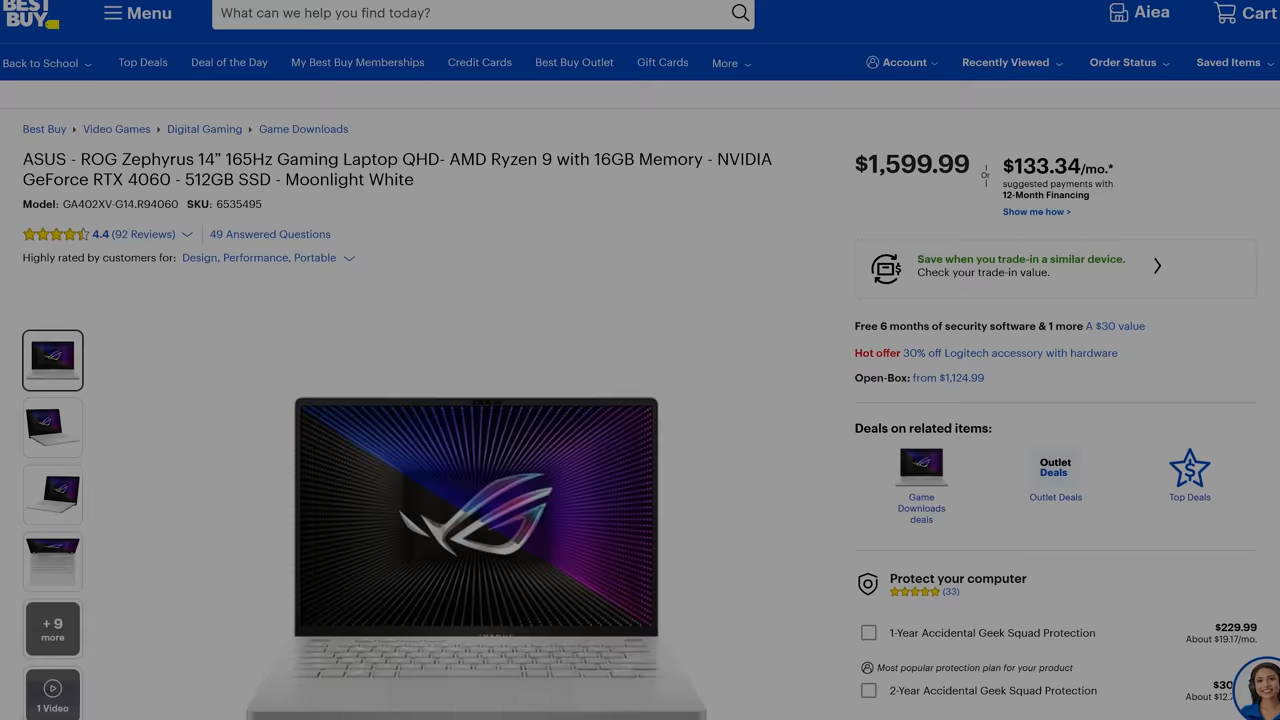 BEST
BUY
Menu
What can we help you find today?
Aiea
Cart
Back to School
Top Deals
Deal of the Day
My Best Buy Memberships
Credit Cards
Best Buy Outlet
Gift Cards
More
Account
Recently Viewed
Order Status
Saved Items
Best Buy
Video Games
Digital Gaming
Game Downloads
ASUS - ROG Zephyrus 14” 165Hz Gaming Laptop QHD- AMD Ryzen 9 with 16GB Memory - NVIDIA
GeForce RTX 4060 - 512GB SSD - Moonlight White
Model: GA402XV-G14.R94060 SKU: 6535495
4.4 (92 Reviews)
49 Answered Questions
Highly rated by customers for: Design, Performance, Portable
+ 9
more
1 Video
$1,599.99
Or
$133.34/mo.*
suggested payments with
12-Month Financing
Show me how >
Save when you trade-in a similar device.
Check your trade-in value.
Free 6 months of security software & 1 more A $30 value
Hot offer 30% off Logitech accessory with hardware
Open-Box: from $1,124.99
Deals on related items:
Game
Downloads
deals
Outlet
Deals
Outlet Deals
Top Deals
Protect your computer
(33)
1-Year Accidental Geek Squad Protection
$229.99
About $19.17/mo.
Most popular protection plan for your product
2-Year Accidental Geek Squad Protection
$30
About $12.